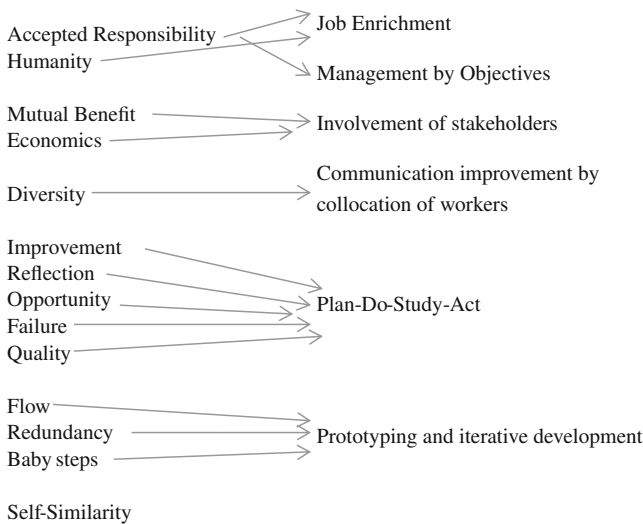 Accepted Responsibility
Humanity
Job Enrichment
Management by Objectives
Mutual Benefit
Economics
Involvement of stakeholders
Diversity
Communication improvement by
collocation of workers
Improvement
Reflection
Opportunity
Failure
Quality
Plan-Do-Study-Act
Flow
Redundancy
Baby steps
Prototyping and iterative development
Self-Similarity